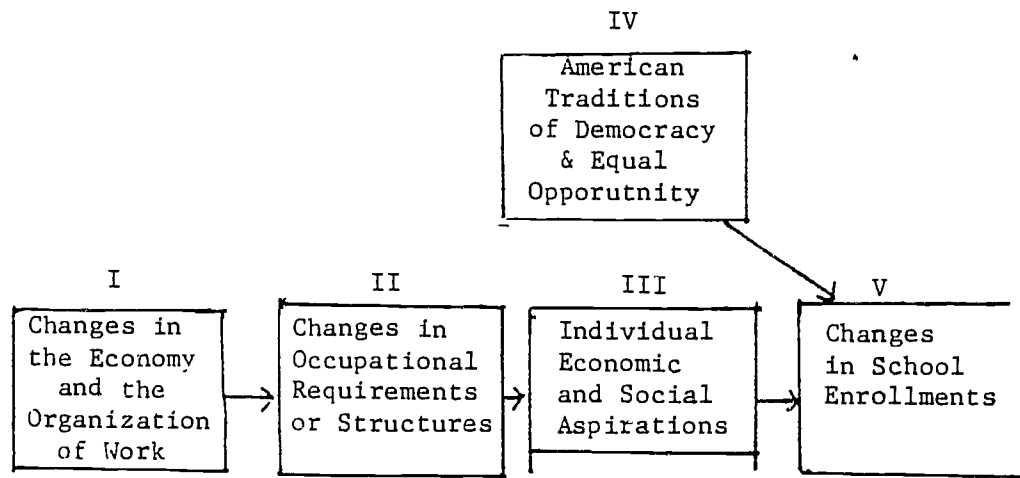 IV
American
Traditions
of Democracy
& Equal
Opporutnity
I
Changes in
the Economy
and the
Organization
of Work
II
Changes in
Occupational
Requirements
or Structures
III
Individual
Economic
and Social
Aspirations
V
Changes
in School
Enrollments